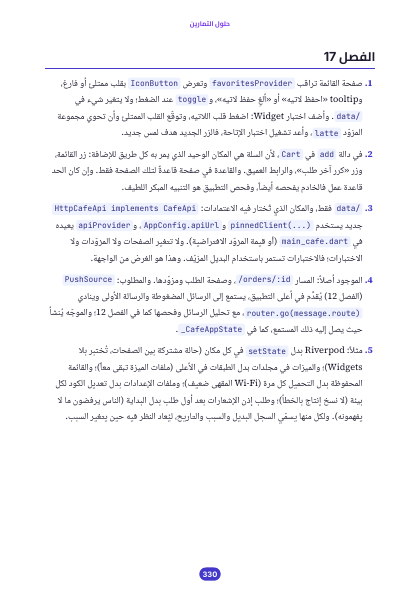 حلول التمارين
الفصل 17
1. صفحة القائمة تراقب favoritesProvider وتعرض IconButton بقلب ممتلئ أو فارغ،
وtooltip «احفظ لاتيه» أو «ألغِ حفظ لاتيه»، و toggle عند الضغط؛ ولا يتغير شيء في
data/ . وأضف اختبار Widget: اضغط قلب اللاتيه، وتوقّع القلب الممتلئ وأن تحوي مجموعة
المزوّد latte ، وأعد تشغيل اختبار الإتاحة، فالزر الجديد هدف لمس جديد.
2. في دالة add في Cart ، لأن السلة هي المكان الوحيد الذي يمر به كل طريق للإضافة: زر القائمة،
وزر «كرر آخر طلب»، والرابط العميق. والقاعدة في صفحة قاعدةٌ لتلك الصفحة فقط. وإن كان الحد
قاعدة عمل فالخادم يفحصه أيضاً، وفحص التطبيق هو التنبيه المبكر اللطيف.
3. data/ فقط، والمكان الذي تُختار فيه الاعتمادات: HttpCafeApi implements CafeApi
جديد يستخدم pinnedClient(...) و AppConfig.apiUrl ، و apiProvider يعيده
في main_cafe.dart (أو قيمة المزوّد الافتراضية). ولا تتغير الصفحات ولا المزودات ولا
الاختبارات؛ فالاختبارات تستمر باستخدام البديل المزيّف. وهذا هو الغرض من الواجهة.
4. الموجود أصلاً: المسار /orders/:id ، وصفحة الطلب ومزوّدها. والمطلوب: PushSource
(الفصل 12) يُقدَّم في أعلى التطبيق، يستمع إلى الرسائل المضغوطة والرسالة الأولى وينادي
router.go(message.route) ، مع تحليل الرسائل وفحصها كما في الفصل 12؛ والموجّه يُنشأ
حيث يصل إليه ذلك المستمع، كما في _CafeAppState .
5. مثلاً: Riverpod بدل setState في كل مكان (حالة مشتركة بين الصفحات، تُختبر بلا
Widgets)؛ والميزات في مجلدات بدل الطبقات في الأعلى (ملفات الميزة تبقى معاً)؛ والقائمة
المحفوظة بدل التحميل كل مرة (Wi-Fi المقهى ضعيف)؛ وملفات الإعدادات بدل تعديل الكود لكل
بيئة (لا نسخ إنتاج بالخطأ)؛ وطلب إذن الإشعارات بعد أول طلب بدل البداية (الناس يرفضون ما لا
يفهمونه). ولكل منها يسمّي السجل البديل والسبب والتاريخ، ليُعاد النظر فيه حين يتغير السبب.
330